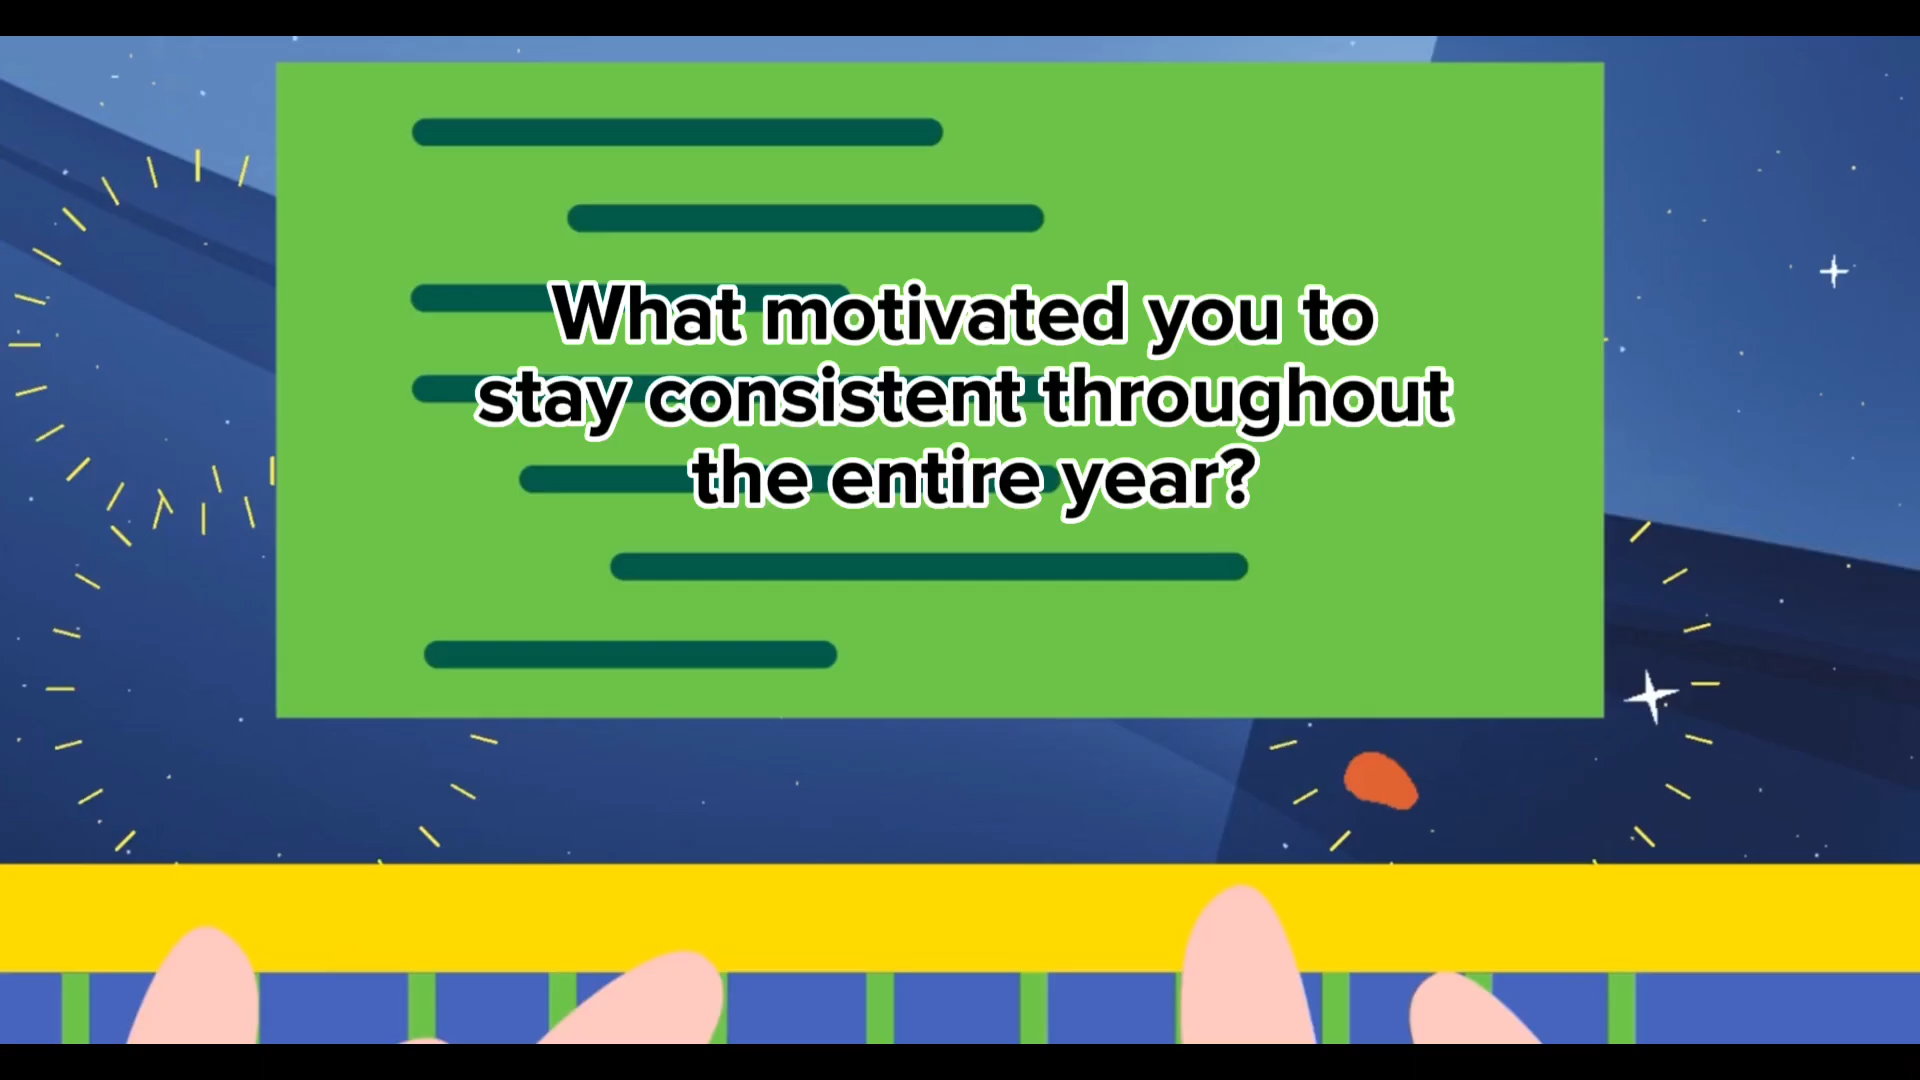 What motivated you to
stay consistent throughout
the entire year?